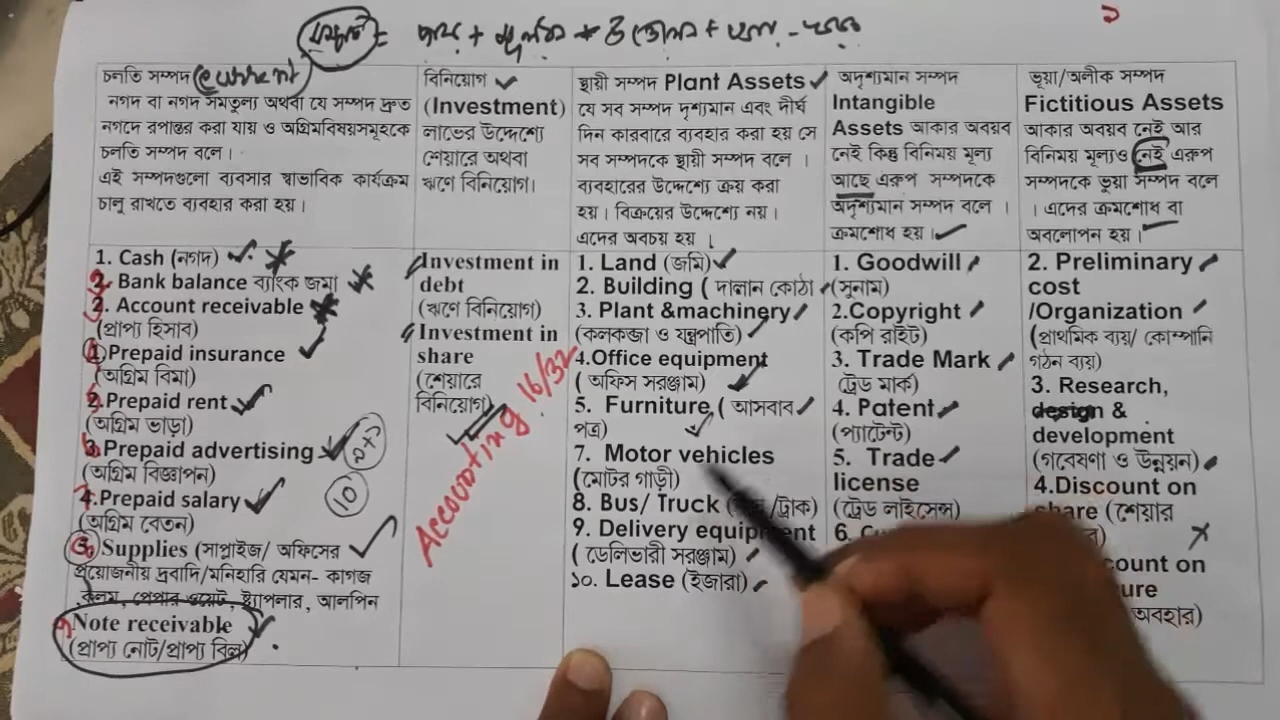 চলতি সম্পদ (current)
নগদ বা নগদ সমতুল্য অথবা যে সম্পদ দ্রুত
নগদে রূপান্তর করা যায় ও অগ্রিমবিষয়সমূহকে
চলতি সম্পদ বলে।
এই সম্পদগুলো ব্যবসার স্বাভাবিক কার্যক্রম
চালু রাখতে ব্যবহার করা হয়।
বিনিয়োগ
(Investment)
লাভের উদ্দেশ্যে
শেয়ারে অথবা
ঋণে বিনিয়োগ।
স্থায়ী সম্পদ Plant Assets
যে সব সম্পদ দৃশ্যমান এবং দীর্ঘ
দিন কারবারে ব্যবহার করা হয় সে
সব সম্পদকে স্থায়ী সম্পদ বলে ।
ব্যবহারের উদ্দেশ্যে ক্রয় করা
হয়। বিক্রয়ের উদ্দেশ্যে নয়।
এদের অবচয় হয় ।
অদৃশ্যমান সম্পদ
Intangible
Assets আকার অবয়ব
নেই কিন্তু বিনিময় মূল্য
আছে এরুপ সম্পদকে
অদৃশ্যমান সম্পদ বলে ।
ক্রমশোধ হয়।
ভূয়া/অলীক সম্পদ
Fictitious Assets
আকার অবয়ব নেই আর
বিনিময় মূল্যও নেই এরুপ
সম্পদকে ভুয়া সম্পদ বলে
। এদের ক্রমশোধ বা
অবলোপন হয়।
1. Cash (নগদ)
2. Bank balance ব্যাংক জমা
Account receivable
(প্রাপ্য হিসাব)
Prepaid insurance
(অগ্রিম বিমা)
Prepaid rent
(অগ্রিম ভাড়া)
Prepaid advertising
(অগ্রিম বিজ্ঞাপন)
Prepaid salary
(অগ্রিম বেতন)
Supplies (সাপ্লাইজ/ অফিসের
প্রয়োজনীয় দ্রবাদি/মনিহারি যেমন- কাগজ
কলম, পেপার ওয়েট, ষ্ট্যাপলার, আলপিন
Note receivable
(প্রাপ্য নোট/প্রাপ্য বিল)
10
Investment in
debt
(ঋণে বিনিয়োগ)
Investment in
share
(শেয়ারে
বিনিয়োগ)
Accounting 16/32
1. Land (জমি)
2. Building ( দালান কোঠা
3. Plant &machinery
(কলকব্জা ও যন্ত্রপাতি)
4.Office equipment
( অফিস সরঞ্জাম)
5. Furniture, ( আসবাব
পত্র)
7. Motor vehicles
(মোটর গাড়ী)
8. Bus/ Truck /ট্রাক)
9. Delivery equipment
( ডেলিভারী সরঞ্জাম)
১০. Lease (ইজারা)
1. Goodwill
(সুনাম)
2.Copyright
(কপি রাইট)
3. Trade Mark
(ট্রেড মার্ক)
4. Patent
(প্যাটেন্ট)
5. Trade
license
(ট্রেড লাইসেন্স)
6.
2. Preliminary
cost
/Organization
(প্রাথমিক ব্যয়/ কোম্পানি
গঠন ব্যয়)
3. Research,
design &
development
(গবেষণা ও উন্নয়ন)
4.Discount on
share (শেয়ার
on
অবহার)